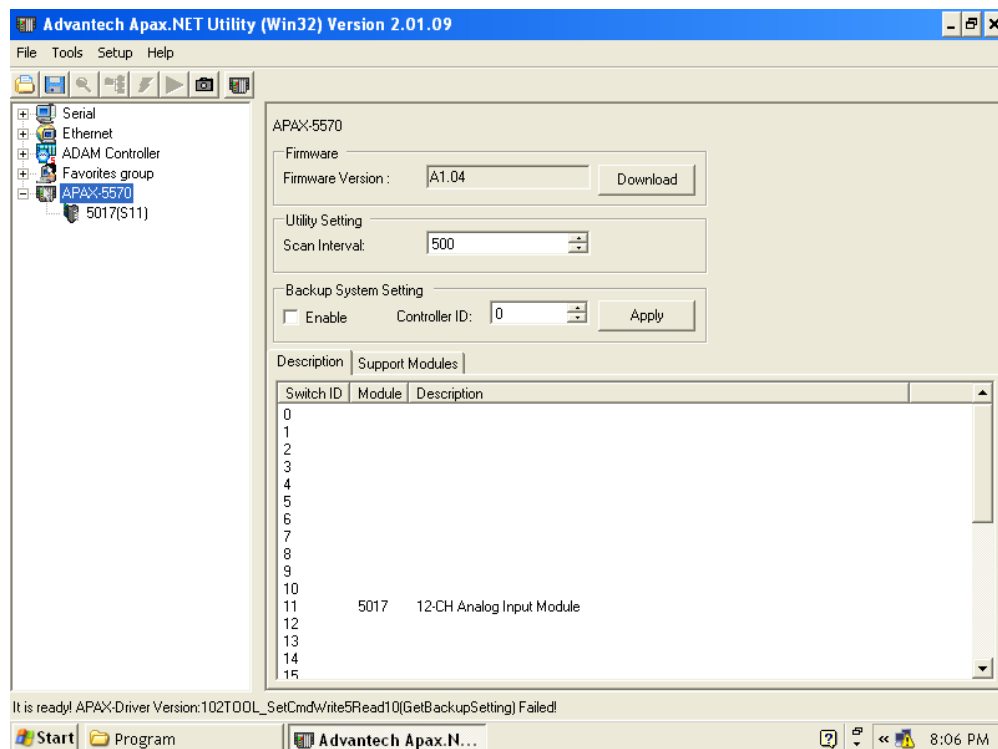 Advantech Apax.NET Utility (Win32) Version 2.01.09
File Tools Setup Help
Serial
Ethernet
ADAM Controller
Favorites group
APAX-5570
5017(S11)
APAX-5570
Firmware
Firmware Version : A1.04 Download
Utility Setting
Scan Interval: 500
Backup System Setting
Enable Controller ID: 0 Apply
Description Support Modules
Switch ID Module Description
0
1
2
3
4
5
6
7
8
9
10
11 5017 12-CH Analog Input Module
12
13
14
15
It is ready! APAX-Driver Version:102TOOL_SetCmdWrite5Read10(GetBackupSetting) Failed!
Start Program Advantech Apax.N... 8:06 PM